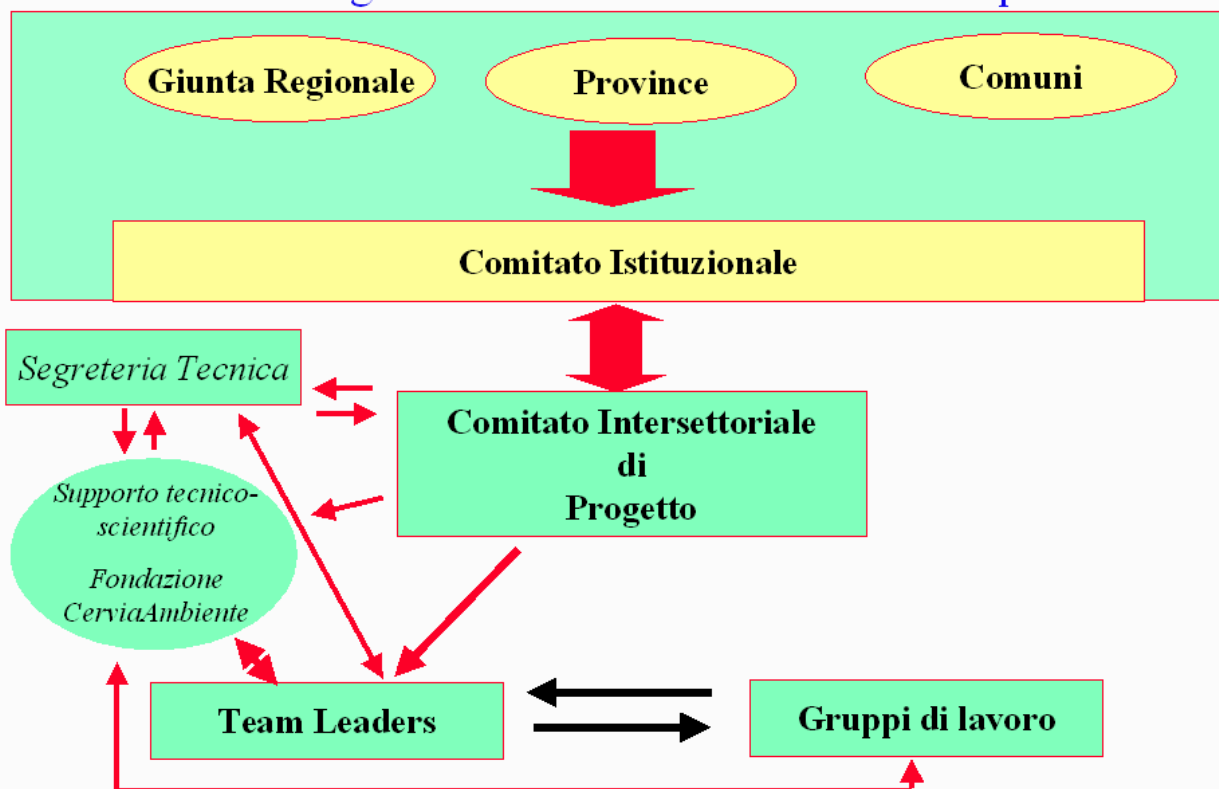 Giunta Regionale
Province
Comuni
Comitato Istituzionale
Segreteria Tecnica
Comitato Intersettoriale
di
Progetto
Supporto tecnico-
scientifico
Fondazione
CerviaAmbiente
Team Leaders
Gruppi di lavoro